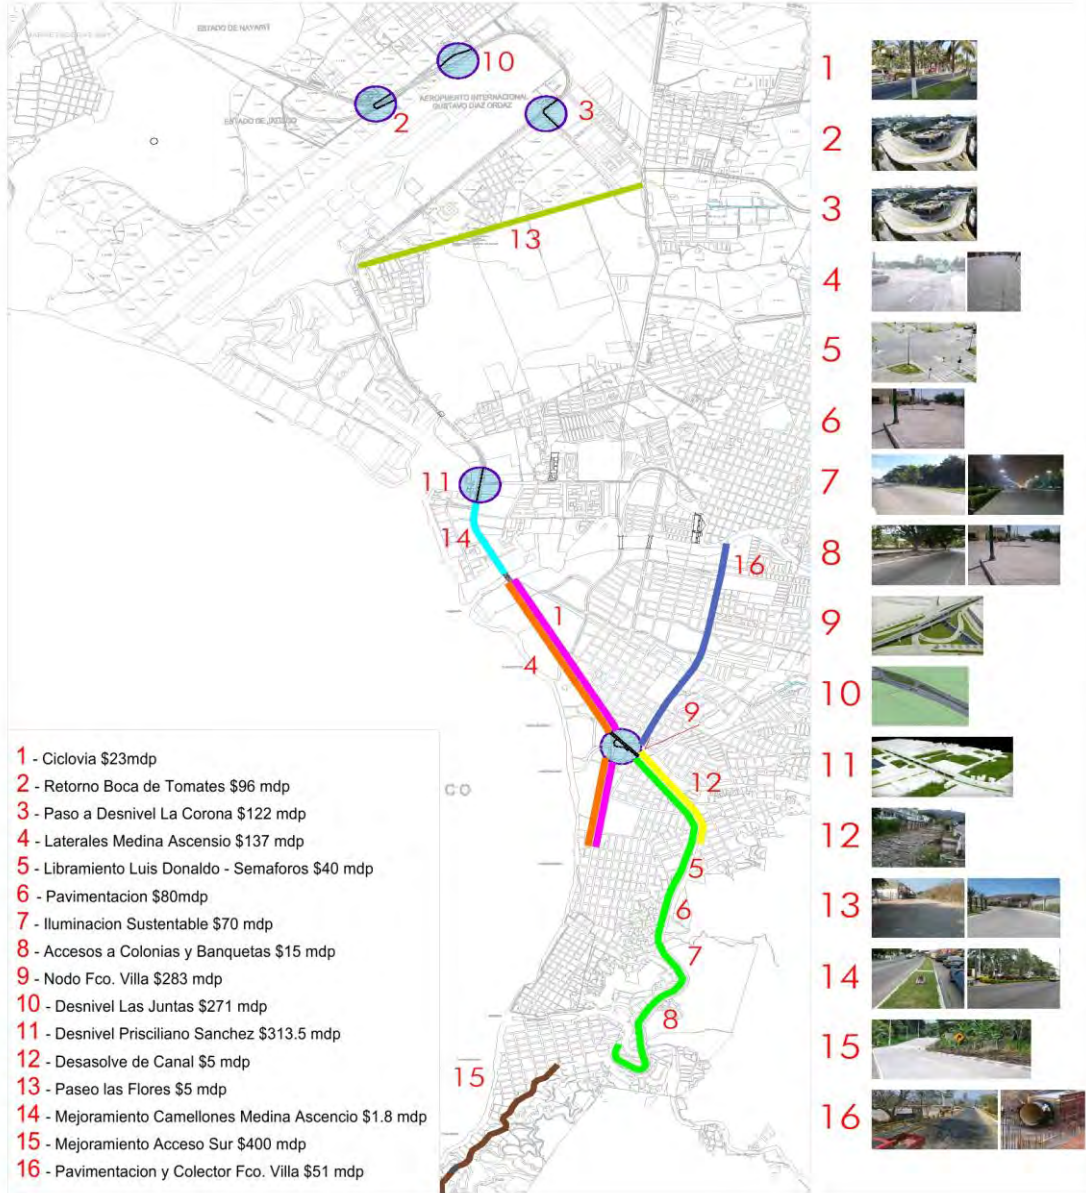 ESTADO DE NAYARIT
10
AEROPUERTO INTERNACIONAL
GUSTAVO DIAZ ORDAZ
3
2
ESTADO DE JALISCO
13
11
14
16
1
4
9
12
CO
5
6
7
8
15
1 - Ciclovia $23mdp
2 - Retorno Boca de Tomates $96 mdp
3 - Paso a Desnivel La Corona $122 mdp
4 - Laterales Medina Ascensio $137 mdp
5 - Libramiento Luis Donaldo - Semaforos $40 mdp
6 - Pavimentacion $80mdp
7 - Iluminacion Sustentable $70 mdp
8 - Accesos a Colonias y Banquetas $15 mdp
9 - Nodo Fco. Villa $283 mdp
10 - Desnivel Las Juntas $271 mdp
11 - Desnivel Prisciliano Sanchez $313.5 mdp
12 - Desasolve de Canal $5 mdp
13 - Paseo las Flores $5 mdp
14 - Mejoramiento Camellones Medina Ascencio $1.8 mdp
15 - Mejoramiento Acceso Sur $400 mdp
16 - Pavimentacion y Colector Fco. Villa $51 mdp
1
2
3
4
5
6
7
8
9
10
11
12
13
14
15
16